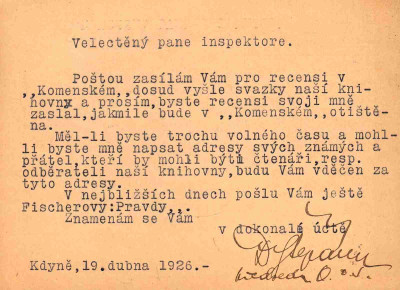 Velectěný pane inspektore.
Poštou zasílám Vám pro recensi v
,,Komenském„dosud vyšle svazky naší kni-
hovny a prosím,byste recensi svoji mně
zaslal,jakmile bude v ,,Komenském„otiště-
na.
Měl-li byste trochu volného času a mohl-
li byste mně napsat adresy svých známých a
přátel,kteří by mohli býti čtenáři,resp.
odběrateli naší knihovny,budu Vám vděčen za
tyto adresy.
V nejbližších dnech pošlu Vám ještě
Fischerovy:Pravdy„.
Znamenám se Vám
v dokonalé úctě
Kdyně,19.dubna 1926.-